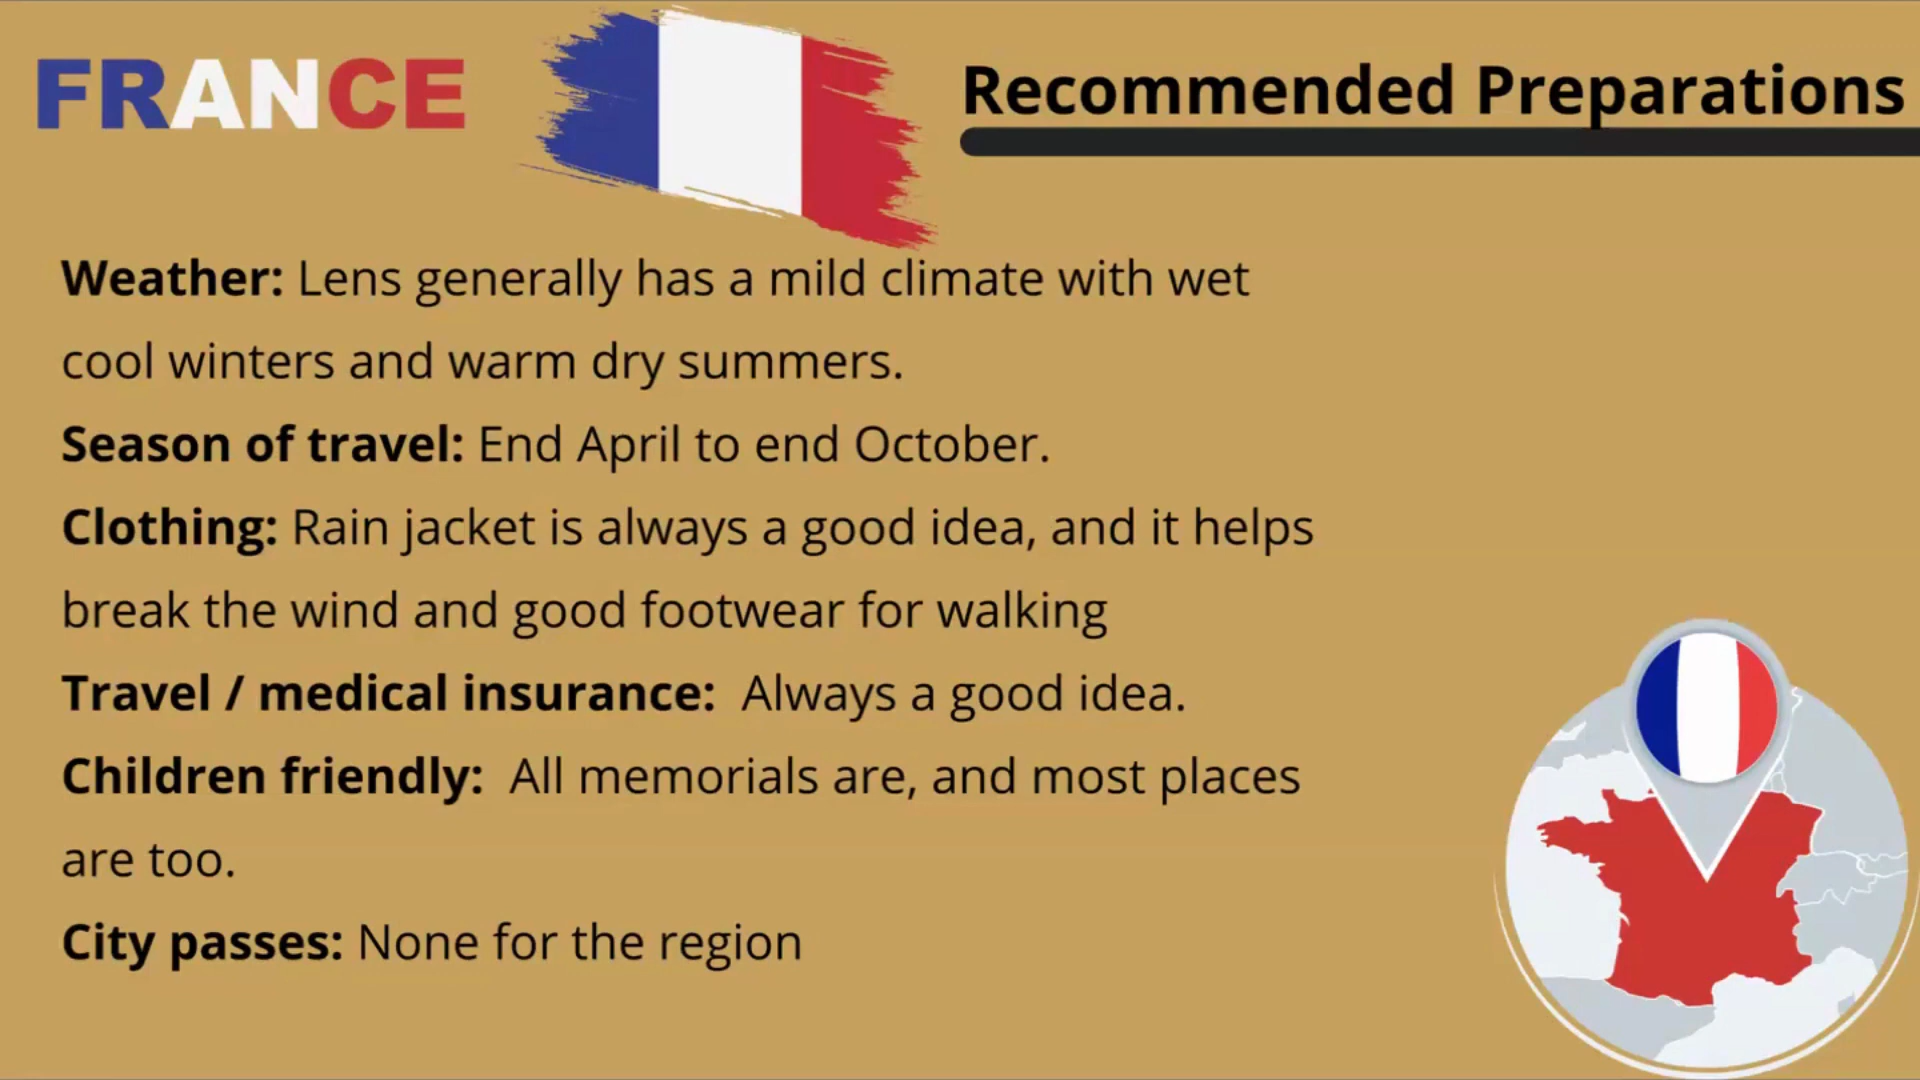 FRANCE
Recommended Preparations
Weather: Lens generally has a mild climate with wet
cool winters and warm dry summers.
Season of travel: End April to end October.
Clothing: Rain jacket is always a good idea, and it helps
break the wind and good footwear for walking
Travel / medical insurance: Always a good idea.
Children friendly: All memorials are, and most places
are too.
City passes: None for the region